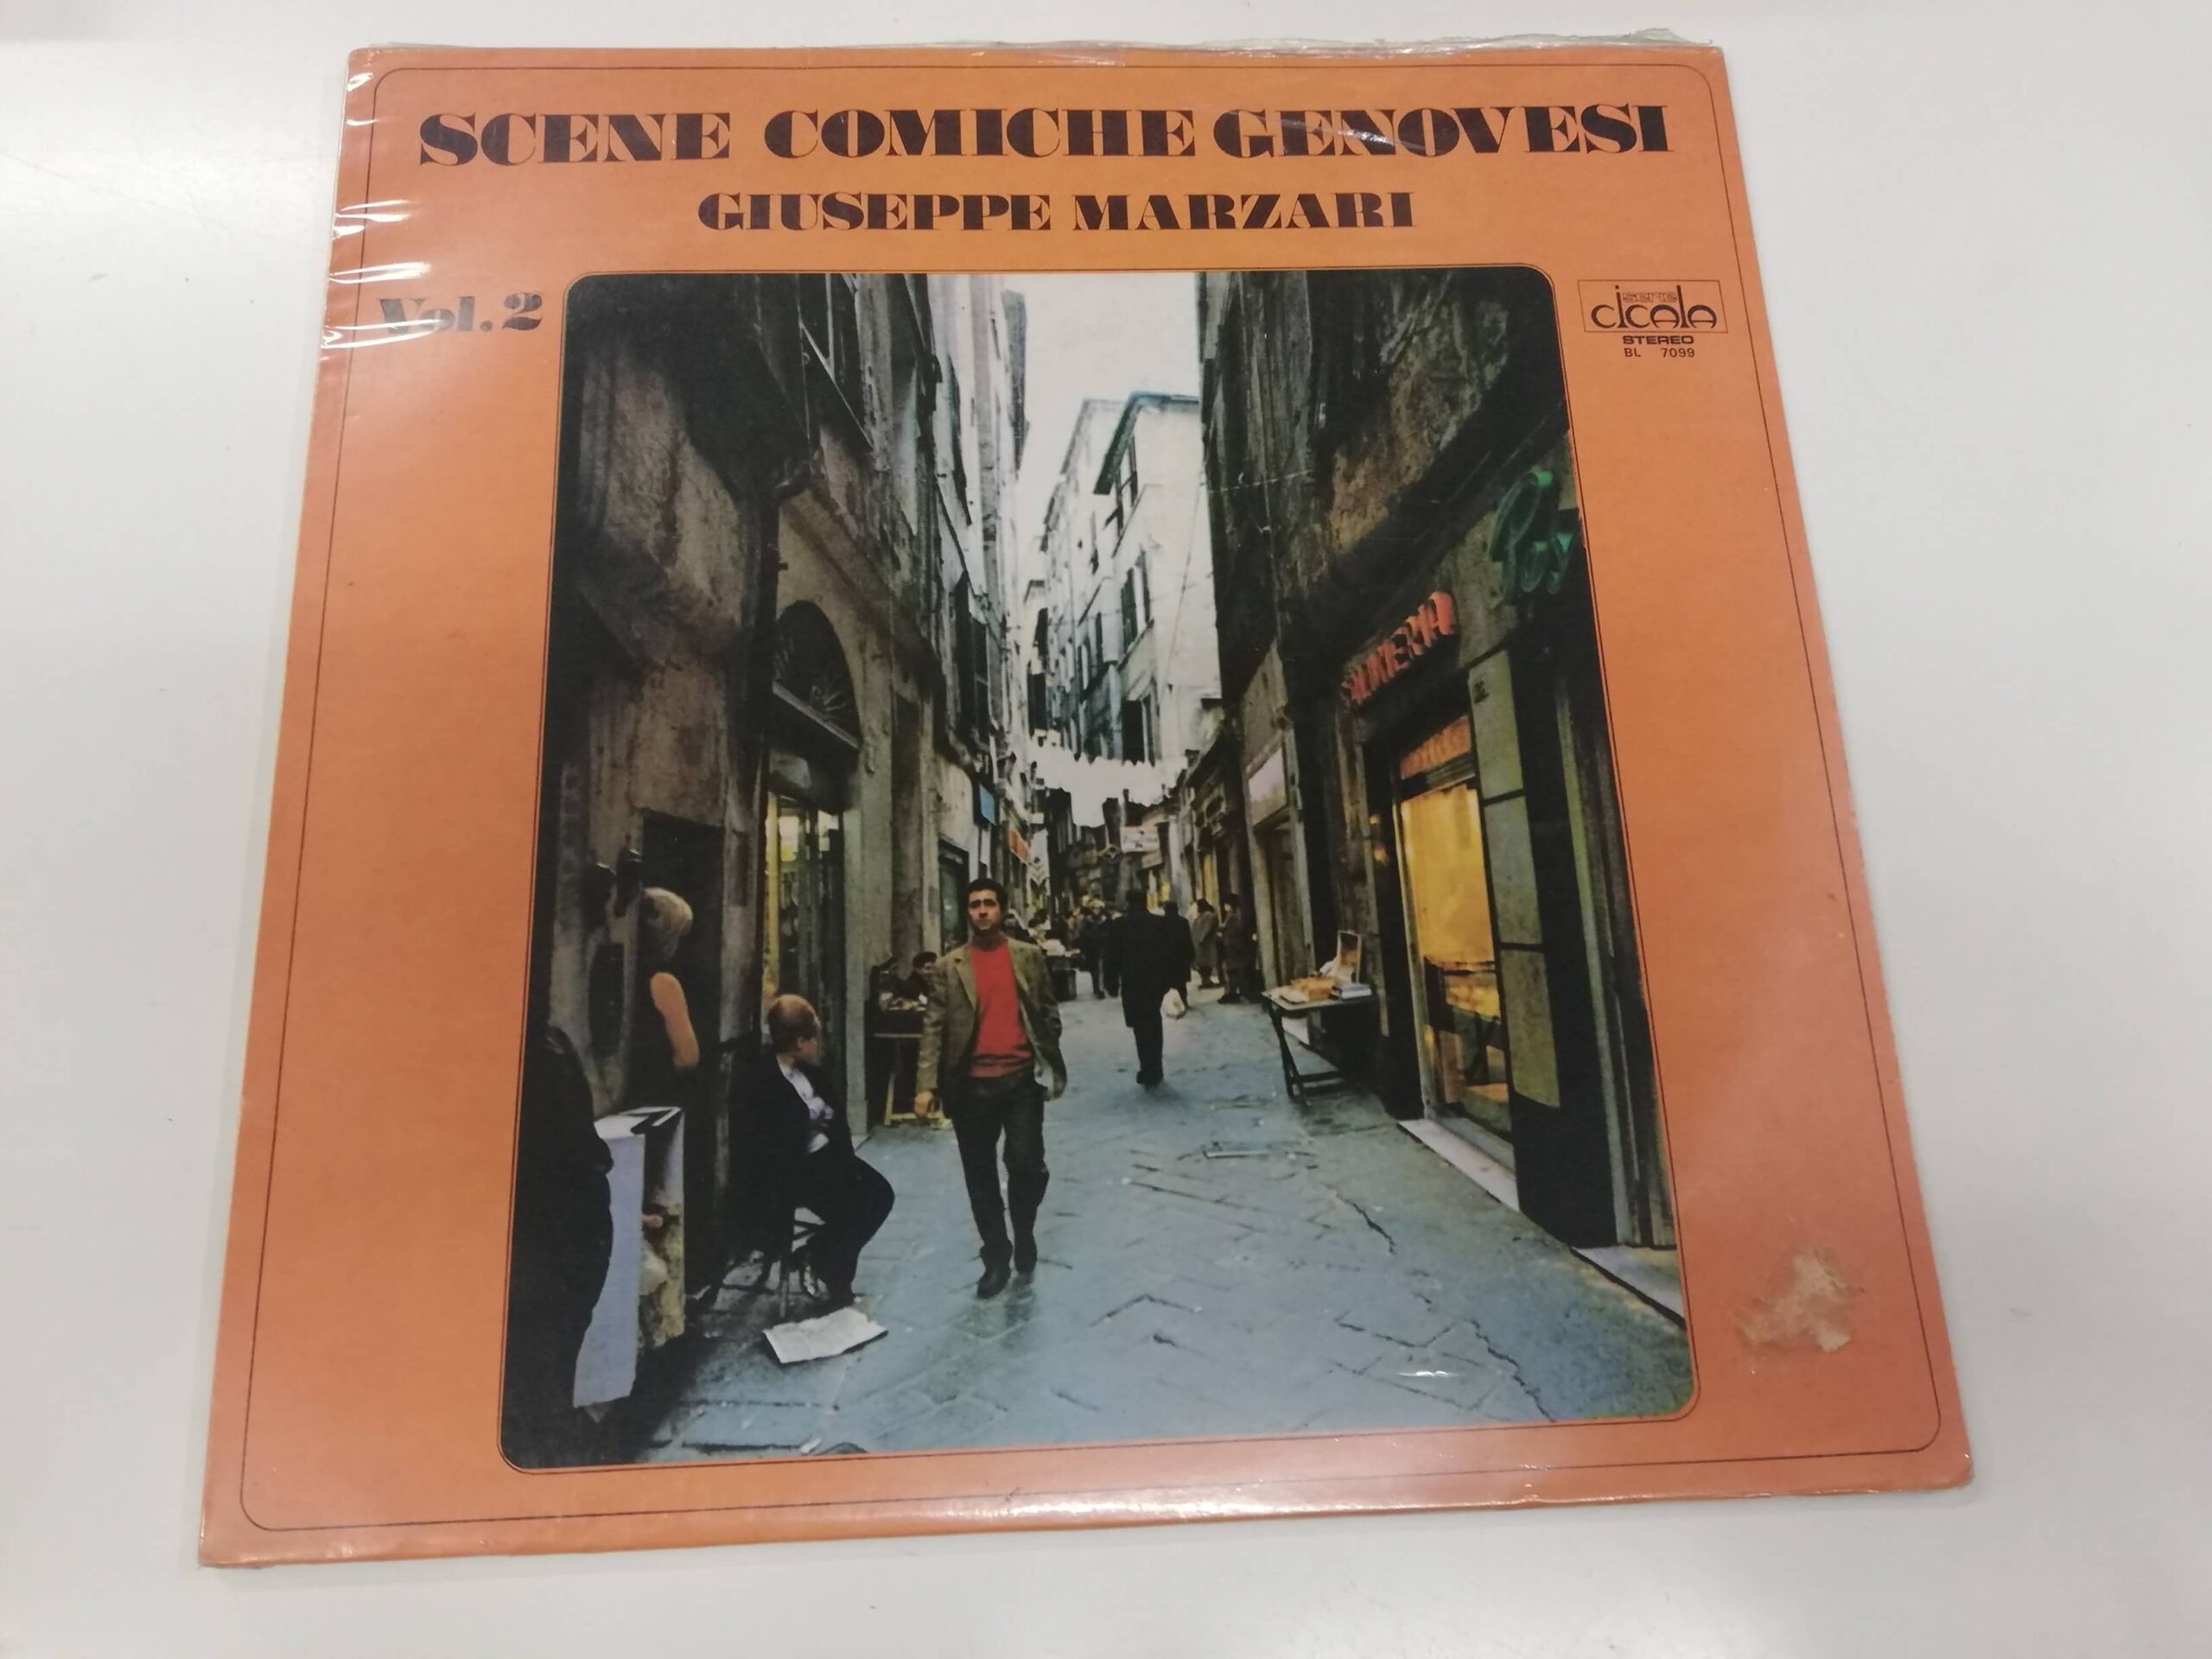 SCENE COMICHE GENOVESI
GIUSEPPE MARZARI
Vol. 2
SERIE
cicala
STEREO
BL 7099